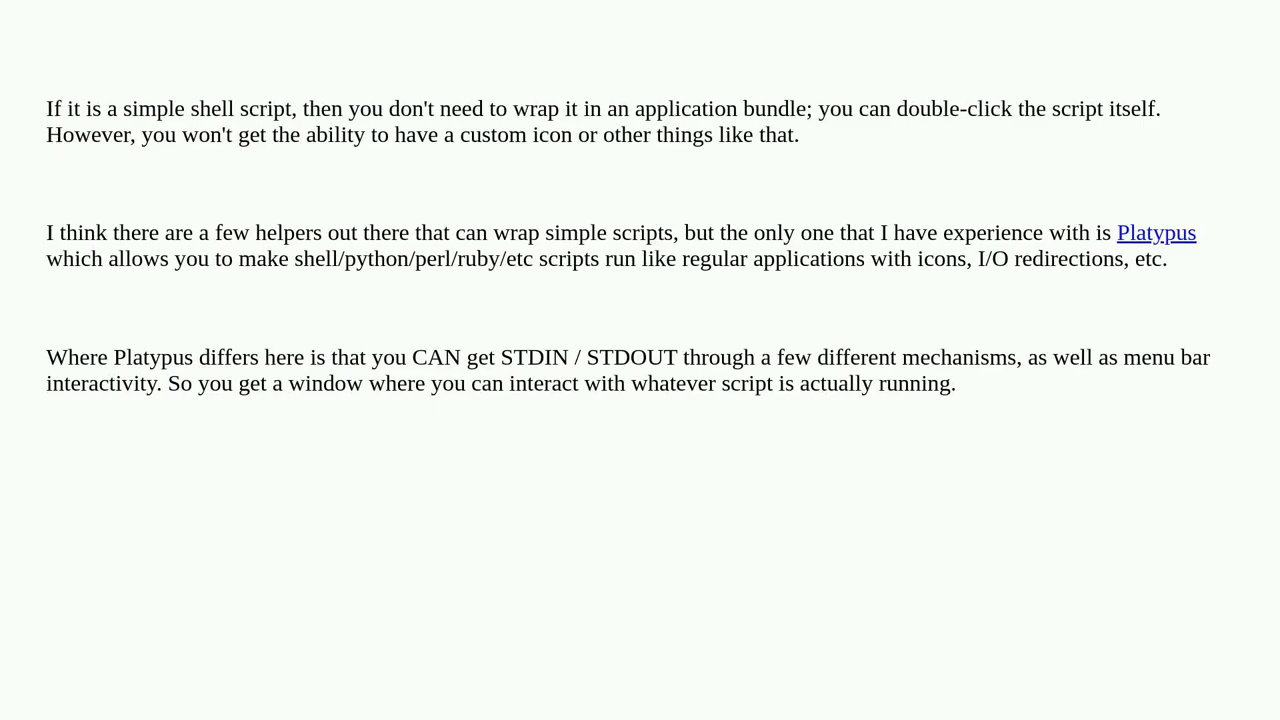 If it is a simple shell script, then you don't need to wrap it in an application bundle; you can double-click the script itself.
However, you won't get the ability to have a custom icon or other things like that.
I think there are a few helpers out there that can wrap simple scripts, but the only one that I have experience with is Platypus
which allows you to make shell/python/perl/ruby/etc scripts run like regular applications with icons, I/O redirections, etc.
Where Platypus differs here is that you CAN get STDIN / STDOUT through a few different mechanisms, as well as menu bar
interactivity. So you get a window where you can interact with whatever script is actually running.